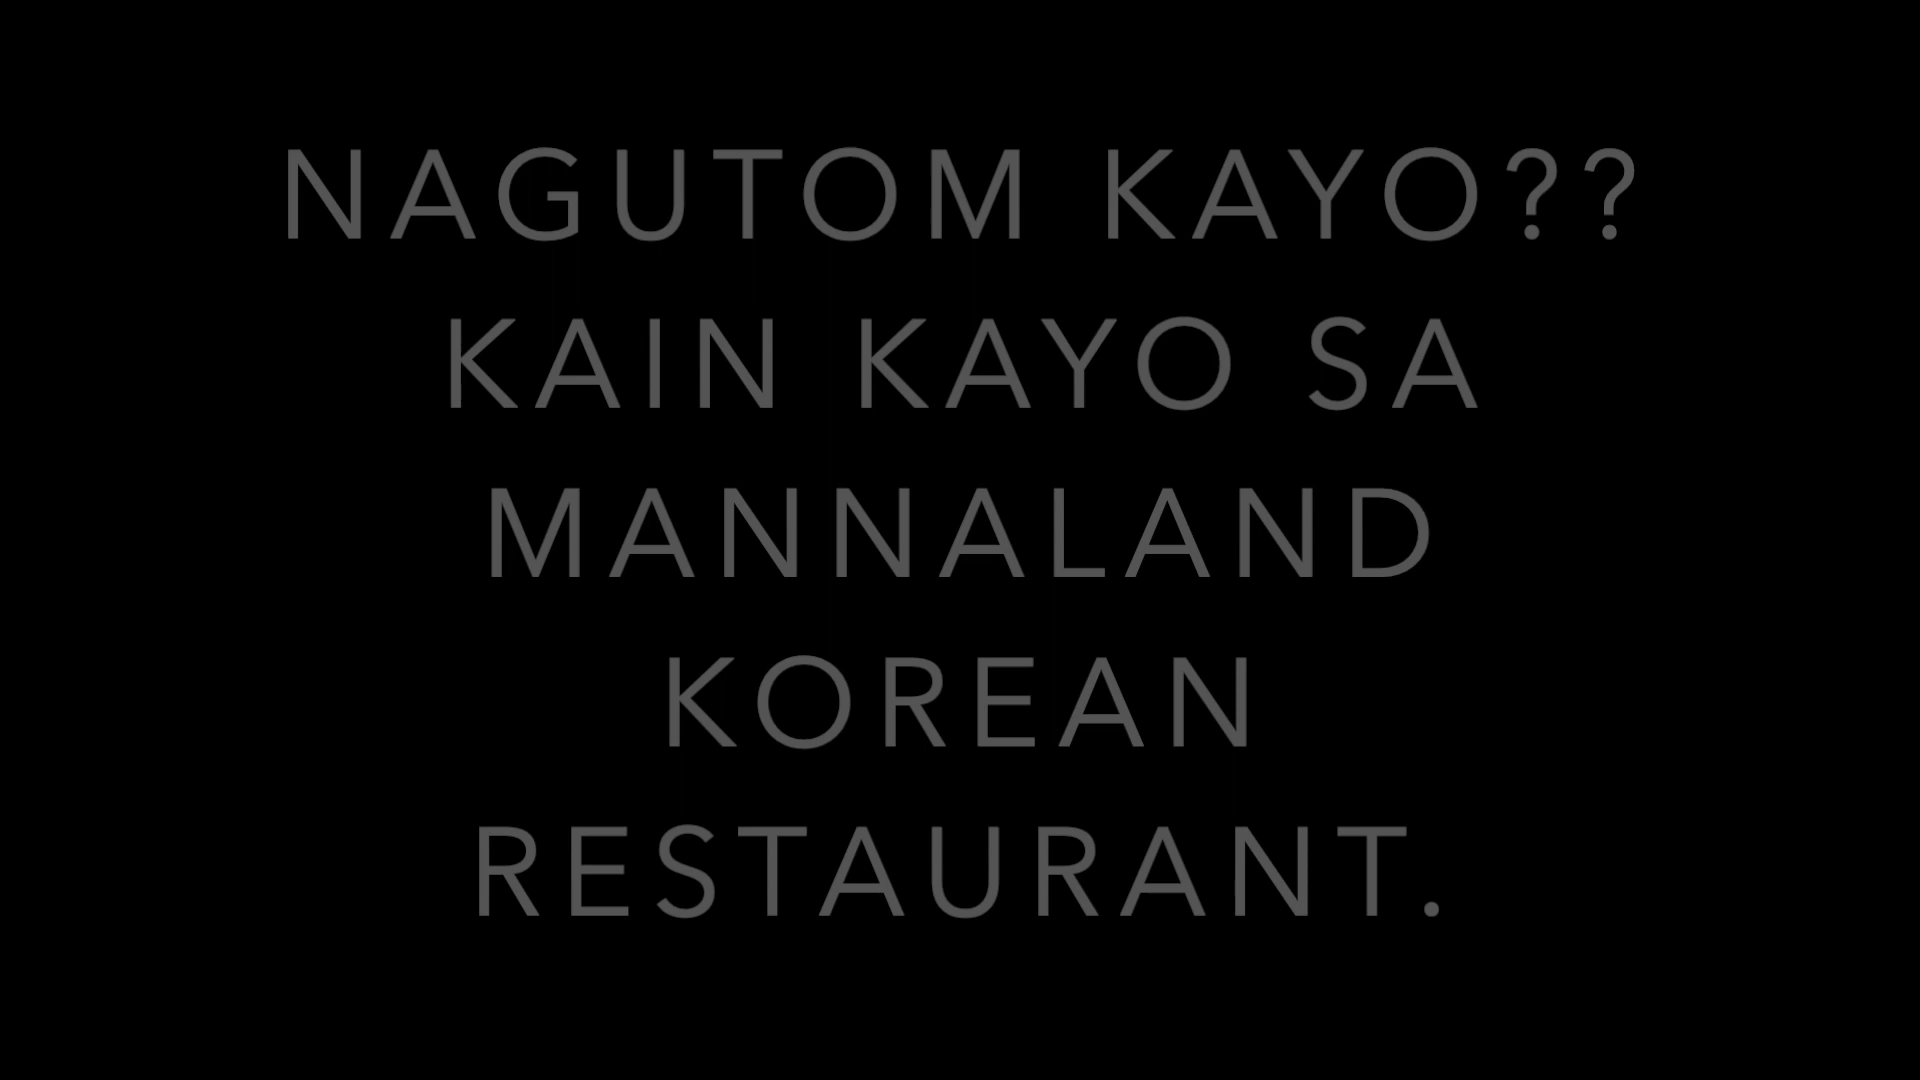 NAGUTOM KAYO??
KAIN KAYO SA
MANNALAND
KOREAN
RESTAURANT.